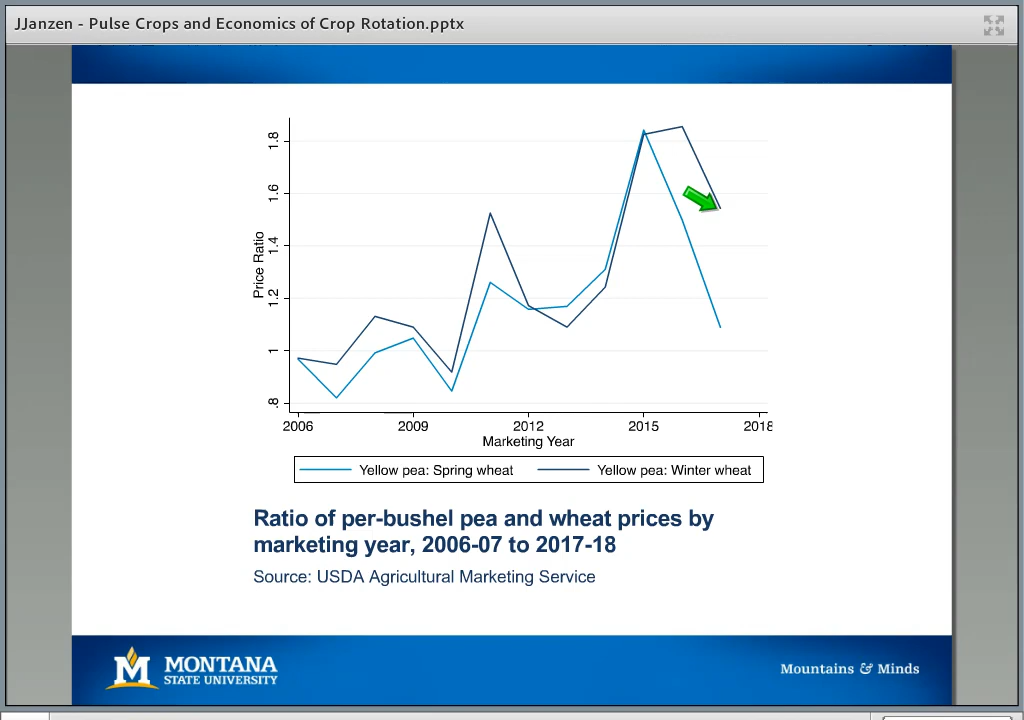 JJanzen - Pulse Crops and Economics of Crop Rotation.pptx
1.8
1.6
1.4
1.2
1
.8
Price Ratio
2006 2009 2012 2015 2018
Marketing Year
Yellow pea: Spring wheat Yellow pea: Winter wheat
Ratio of per-bushel pea and wheat prices by
marketing year, 2006-07 to 2017-18
Source: USDA Agricultural Marketing Service
M MONTANA
STATE UNIVERSITY
Mountains & Minds